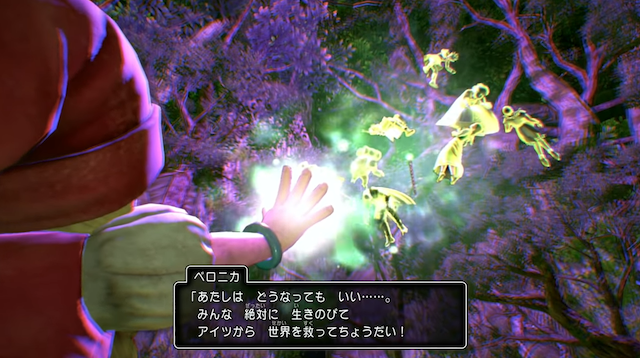 ベロニカ
「あたしは　どうなっても　いい……。
みんな　絶対に　生きのびて
アイツから　世界を救ってちょうだい！